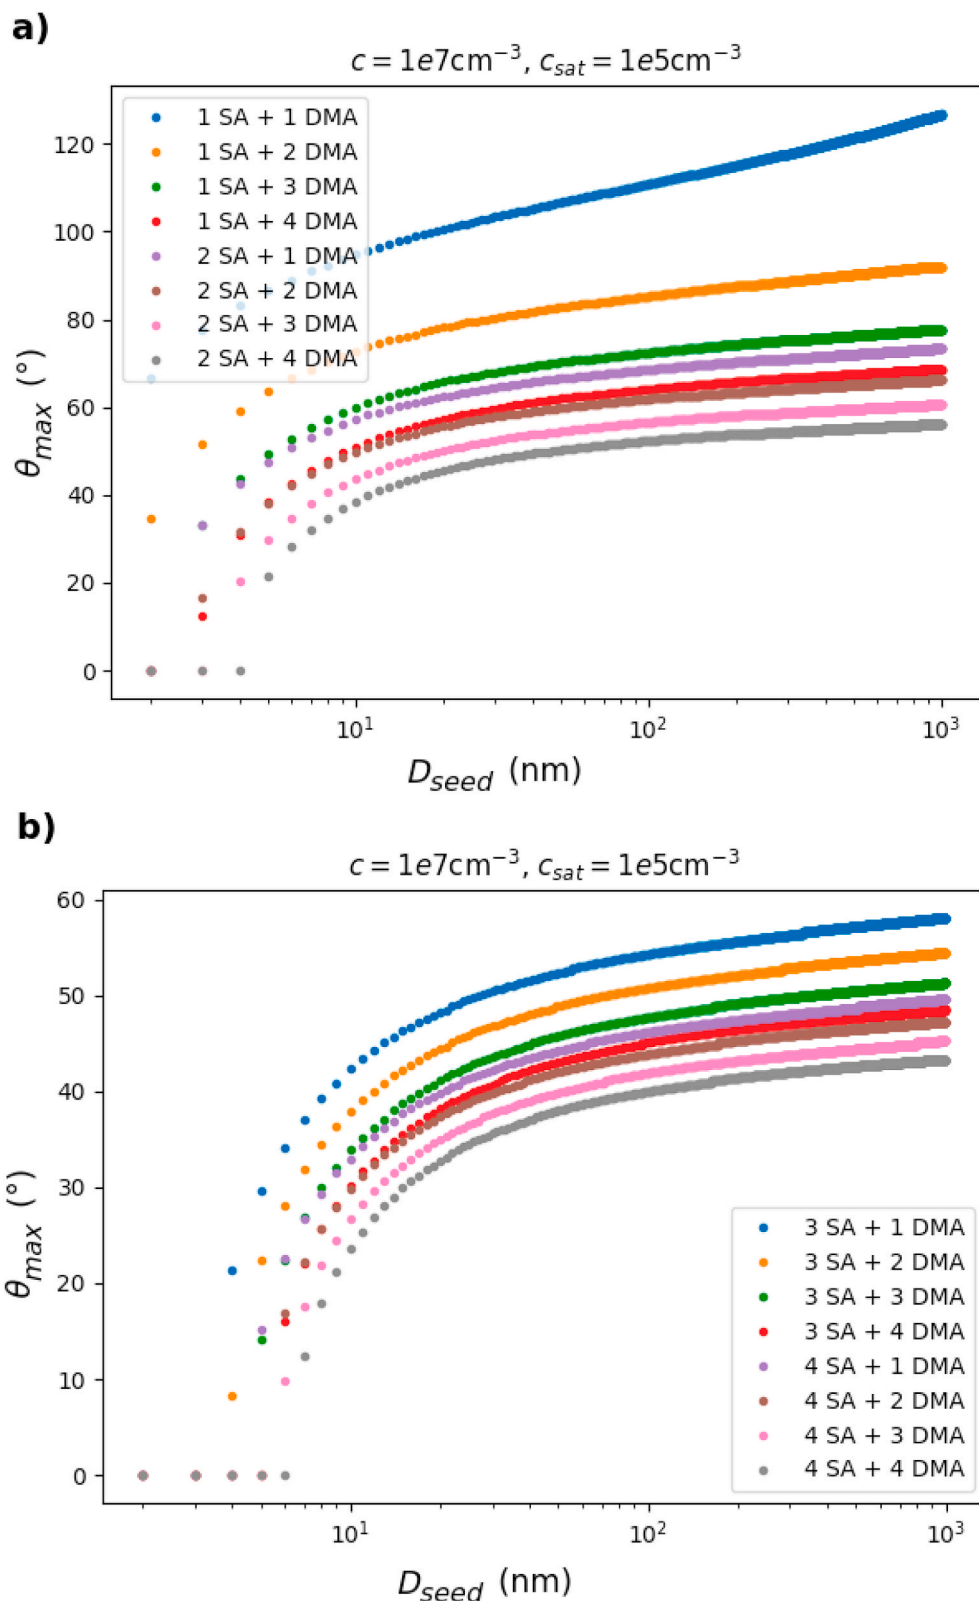 a)
c = 1e7cm⁻³, c_sat = 1e5cm⁻³
1 SA + 1 DMA
1 SA + 2 DMA
1 SA + 3 DMA
1 SA + 4 DMA
2 SA + 1 DMA
2 SA + 2 DMA
2 SA + 3 DMA
2 SA + 4 DMA
120
100
80
60
40
20
0
θ_max (°)
10¹ 10² 10³
D_seed (nm)
b)
c = 1e7cm⁻³, c_sat = 1e5cm⁻³
60
50
40
30
20
10
0
θ_max (°)
3 SA + 1 DMA
3 SA + 2 DMA
3 SA + 3 DMA
3 SA + 4 DMA
4 SA + 1 DMA
4 SA + 2 DMA
4 SA + 3 DMA
4 SA + 4 DMA
10¹ 10² 10³
D_seed (nm)